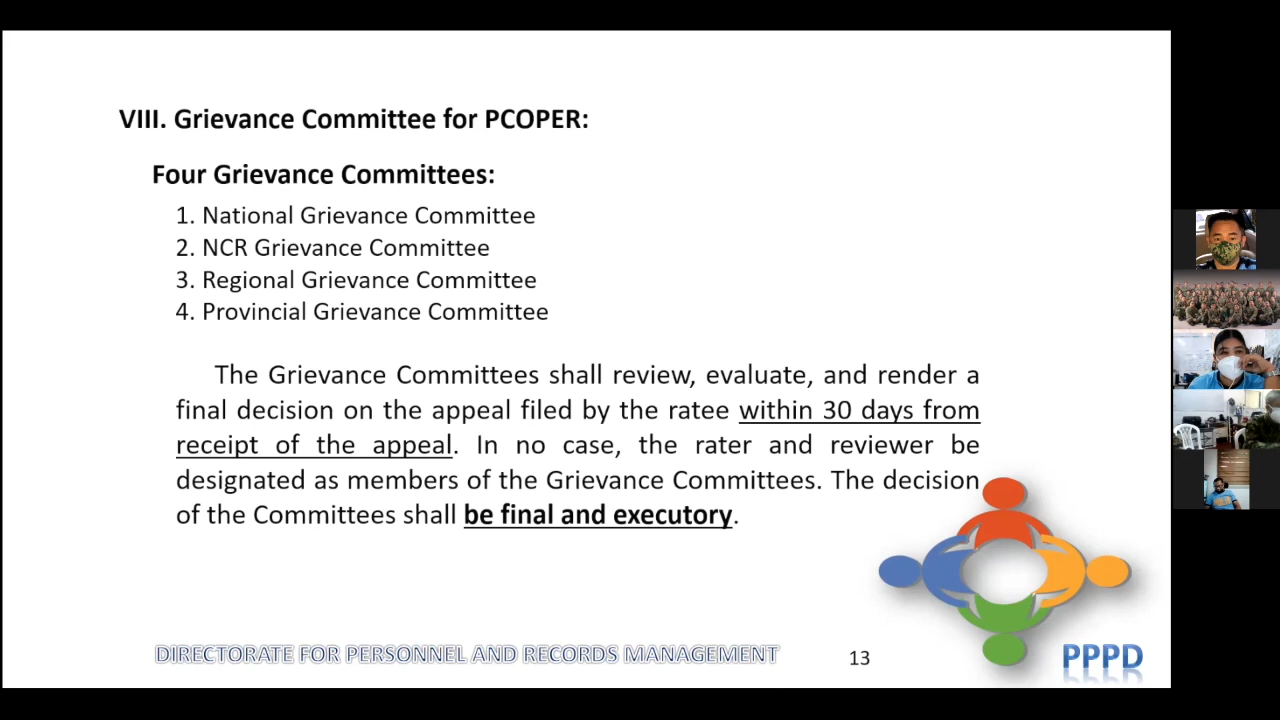 VIII. Grievance Committee for PCOPER:
Four Grievance Committees:
1. National Grievance Committee
2. NCR Grievance Committee
3. Regional Grievance Committee
4. Provincial Grievance Committee
The Grievance Committees shall review, evaluate, and render a
final decision on the appeal filed by the ratee within 30 days from
receipt of the appeal. In no case, the rater and reviewer be
designated as members of the Grievance Committees. The decision
of the Committees shall be final and executory.
DIRECTORATE FOR PERSONNEL AND RECORDS MANAGEMENT
13
PPPD